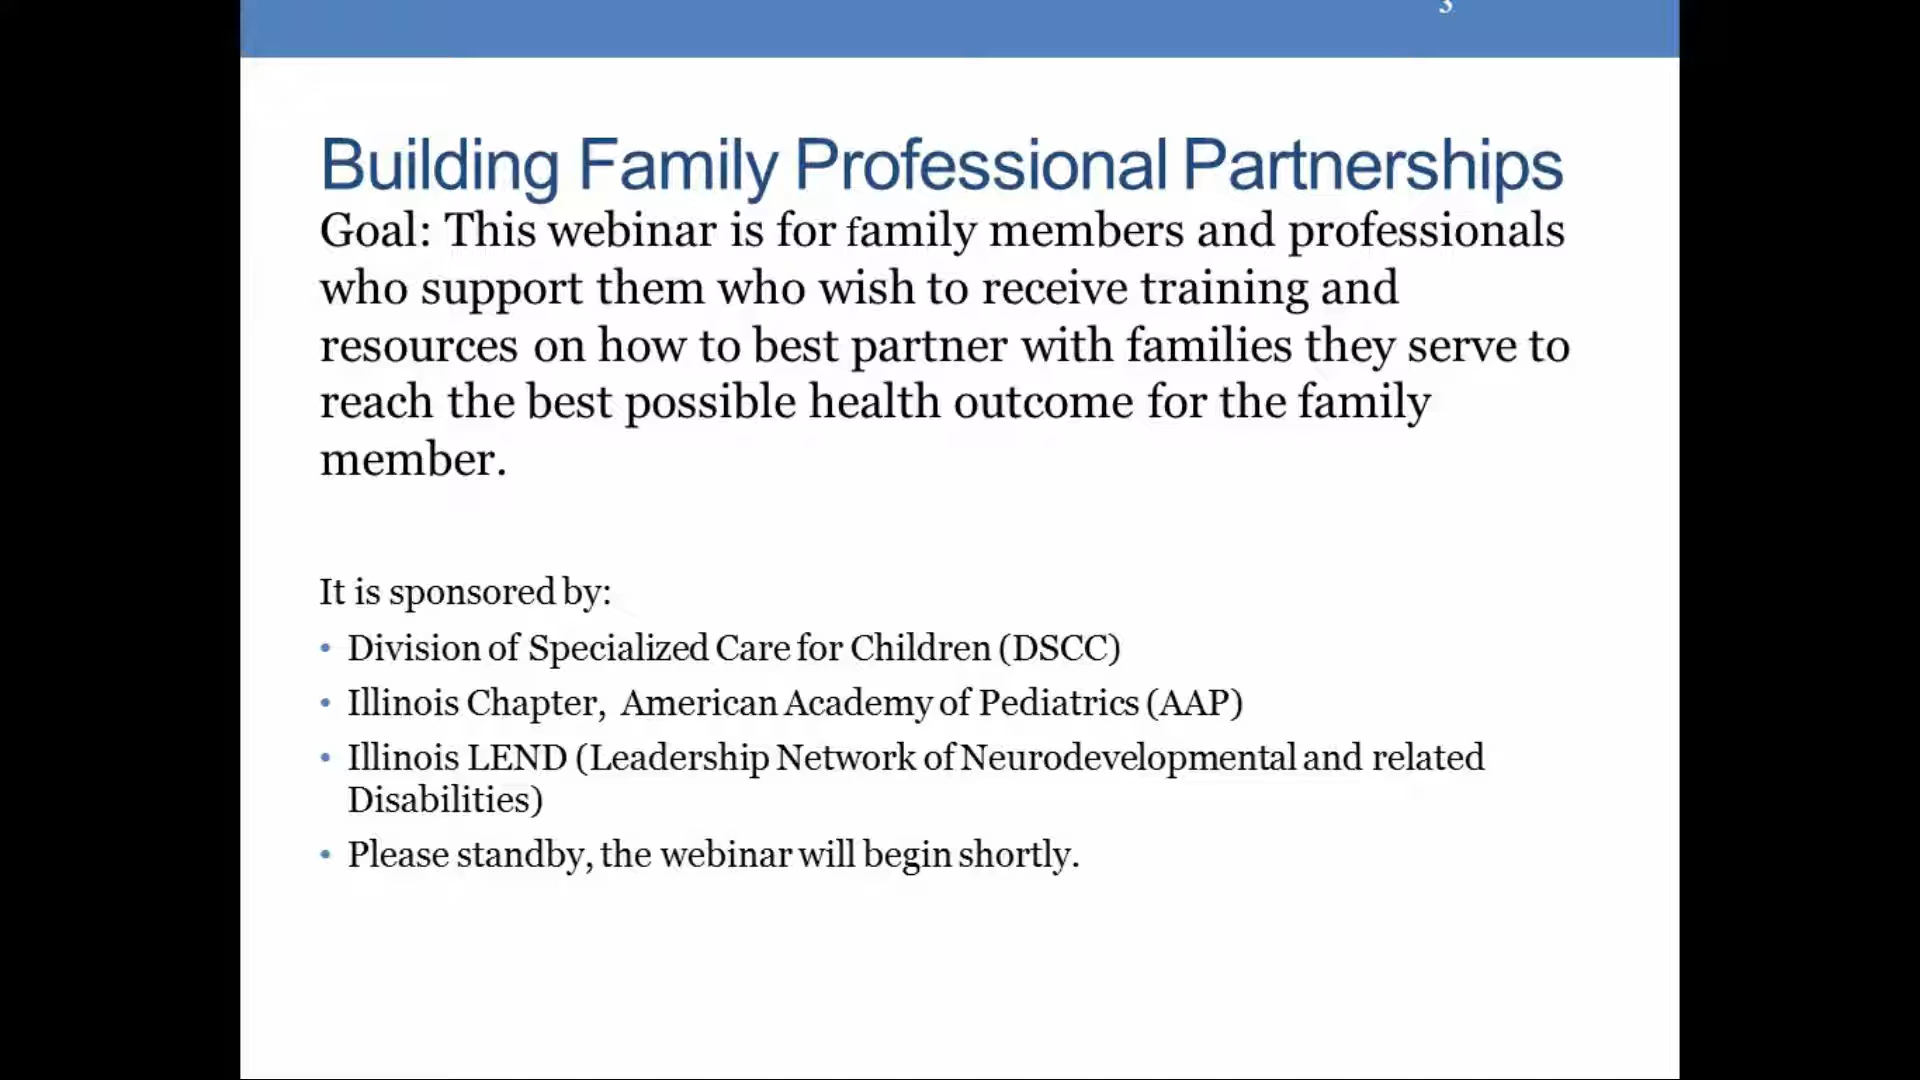 3
Building Family Professional Partnerships
Goal: This webinar is for family members and professionals
who support them who wish to receive training and
resources on how to best partner with families they serve to
reach the best possible health outcome for the family
member.
It is sponsored by:
• Division of Specialized Care for Children (DSCC)
• Illinois Chapter, American Academy of Pediatrics (AAP)
• Illinois LEND (Leadership Network of Neurodevelopmental and related
Disabilities)
• Please standby, the webinar will begin shortly.